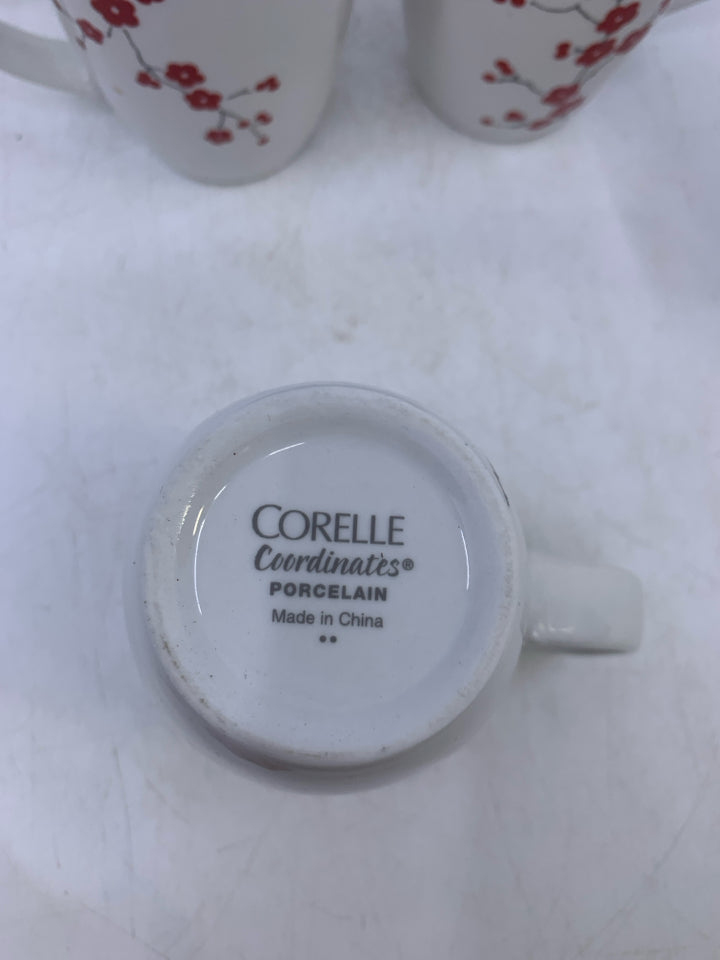 CORELLE
Coordinates®
PORCELAIN
Made in China